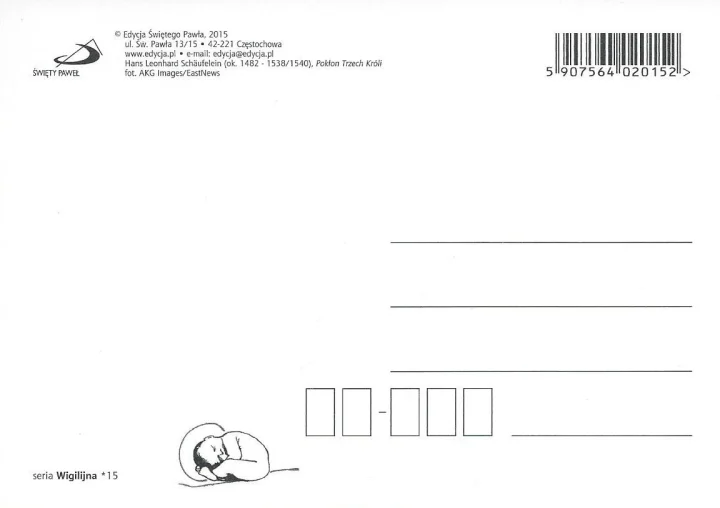 ŚWIĘTY PAWEŁ
© Edycja Świętego Pawła, 2015
ul. Św. Pawła 13/15 • 42-221 Częstochowa
www.edycja.pl • e-mail: edycja@edycja.pl
Hans Leonhard Schäufelein (ok. 1482 - 1538/1540), Pokłon Trzech Króli
fot. AKG Images/EastNews
5 907564 020152 >
–
seria Wigilijna *15